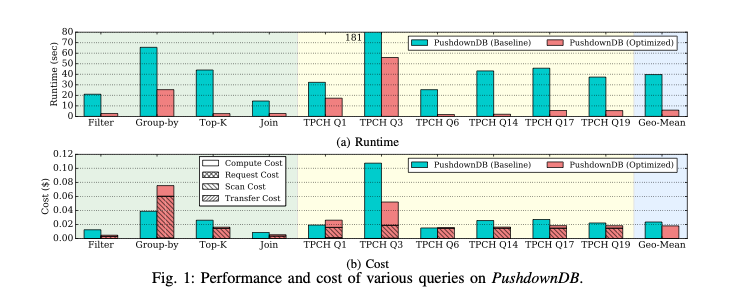 181
PushdownDB (Baseline) PushdownDB (Optimized)
Runtime (sec)
80
70
60
50
40
30
20
10
0
Filter Group-by Top-K Join TPCH Q1 TPCH Q3 TPCH Q6 TPCH Q14 TPCH Q17 TPCH Q19 Geo-Mean
(a) Runtime
Compute Cost
Request Cost
Scan Cost
Transfer Cost
PushdownDB (Baseline) PushdownDB (Optimized)
Cost ($)
0.12
0.10
0.08
0.06
0.04
0.02
0.00
Filter Group-by Top-K Join TPCH Q1 TPCH Q3 TPCH Q6 TPCH Q14 TPCH Q17 TPCH Q19 Geo-Mean
(b) Cost
Fig. 1: Performance and cost of various queries on PushdownDB.